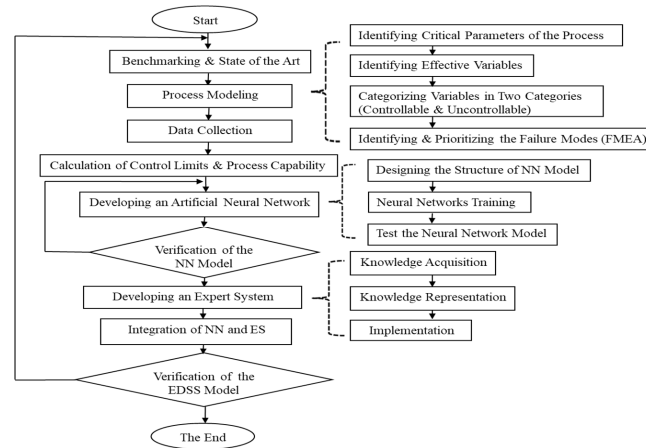 Start
Benchmarking & State of the Art
Process Modeling
Data Collection
Calculation of Control Limits & Process Capability
Developing an Artificial Neural Network
Verification of the
NN Model
Developing an Expert System
Integration of NN and ES
Verification of the
EDSS Model
The End
Identifying Critical Parameters of the Process
Identifying Effective Variables
Categorizing Variables in Two Categories
(Controllable & Uncontrollable)
Identifying & Prioritizing the Failure Modes (FMEA)
Designing the Structure of NN Model
Neural Networks Training
Test the Neural Network Model
Knowledge Acquisition
Knowledge Representation
Implementation